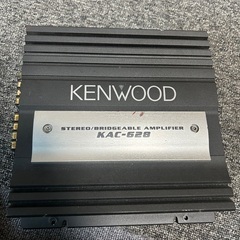 KENWOOD
STEREO/BRIDGEABLE AMPLIFIER
KAC-628